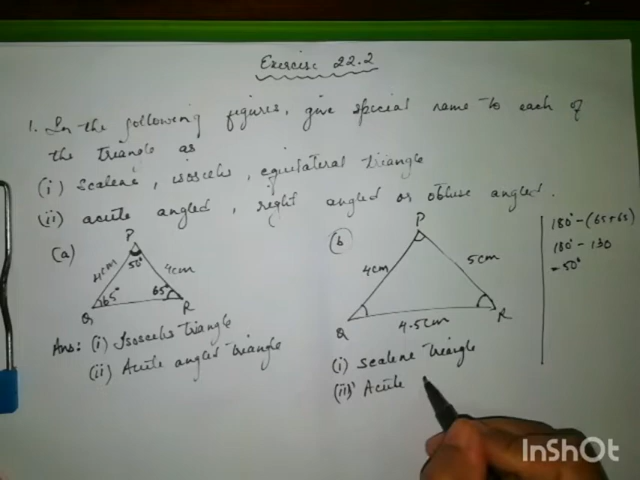 Exercise 22.2
1. In the following figures, give special name to each of
the triangle as
(i) Scalene, isoscels, equilateral triangle
(ii) acute angled, right angled or obtuse angled.
(a)
P
50°
4cm
4cm
65°
65°
Q
R
Ans: (i) Isoscels triangle
(ii) Acute angled triangle
(b)
P
4cm
5cm
Q
R
4.5cm
(i) scalene triangle
(ii) Acute
180° - (65+65)
180° - 130
= 50°
InShOt